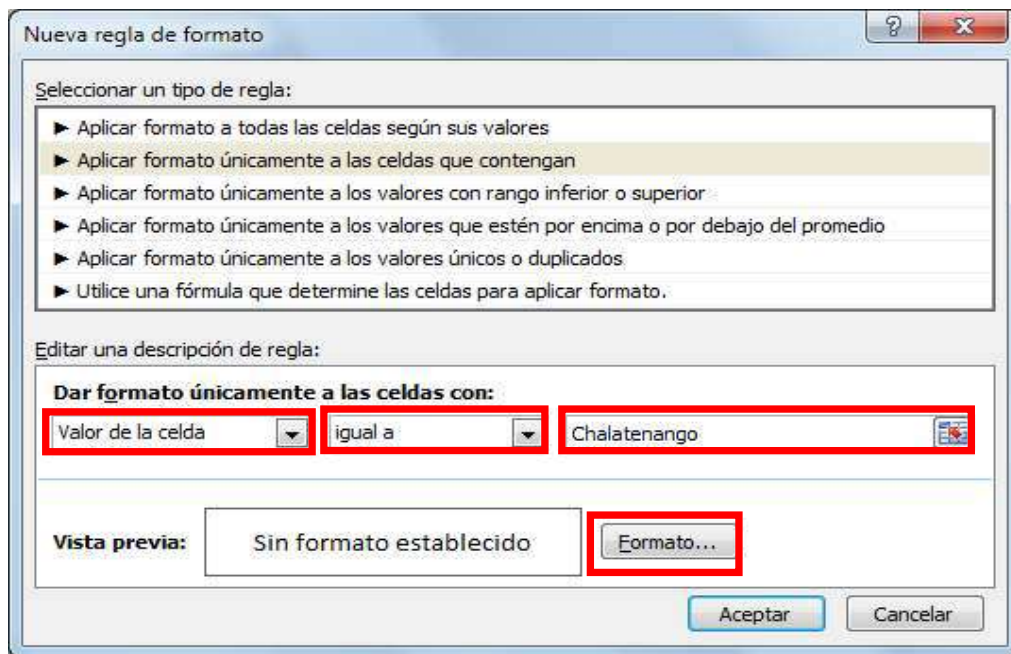 Nueva regla de formato
Seleccionar un tipo de regla:
► Aplicar formato a todas las celdas según sus valores
► Aplicar formato únicamente a las celdas que contengan
► Aplicar formato únicamente a los valores con rango inferior o superior
► Aplicar formato únicamente a los valores que estén por encima o por debajo del promedio
► Aplicar formato únicamente a los valores únicos o duplicados
► Utilice una fórmula que determine las celdas para aplicar formato.
Editar una descripción de regla:
Dar formato únicamente a las celdas con:
Valor de la celda igual a Chalatenango
Vista previa: Sin formato establecido Formato...
Aceptar Cancelar